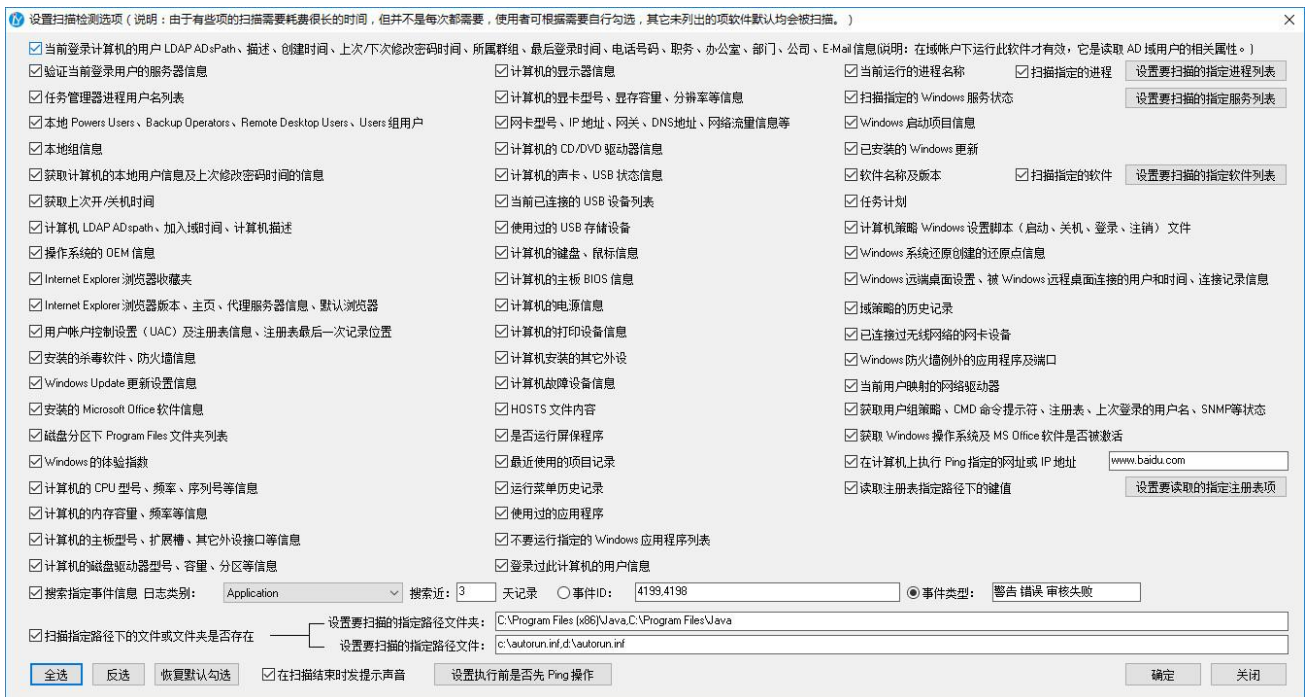 设置扫描检测选项(说明:由于有些项的扫描需要耗费很长的时间,但并不是每次都需要,使用者可根据需要自行勾选,其它未列出的项软件默认均会被扫描。)
当前登录计算机的用户 LDAP ADsPath、描述、创建时间、上次/下次修改密码时间、所属群组、最后登录时间、电话号码、职务、办公室、部门、公司、E-Mail信息(说明:在域帐户下运行此软件才有效,它是读取 AD 域用户的相关属性。)
验证当前登录用户的服务器信息
任务管理器进程用户名列表
本地 Powers Users、Backup Operators、Remote Desktop Users、Users 组用户
本地组信息
获取计算机的本地用户信息及上次修改密码时间的信息
获取上次开/关机时间
计算机 LDAP ADspath、加入域时间、计算机描述
操作系统的 OEM 信息
Internet Explorer 浏览器收藏夹
Internet Explorer 浏览器版本、主页、代理服务器信息、默认浏览器
用户帐户控制设置(UAC)及注册表信息、注册表最后一次记录位置
安装的杀毒软件、防火墙信息
Windows Update 更新设置信息
安装的 Microsoft Office 软件信息
磁盘分区下 Program Files 文件夹列表
Windows 的体验指数
计算机的 CPU 型号、频率、序列号等信息
计算机的内存容量、频率等信息
计算机的主板型号、扩展槽、其它外设接口等信息
计算机的磁盘驱动器型号、容量、分区等信息
计算机的显示器信息
计算机的显卡型号、显存容量、分辨率等信息
网卡型号、IP 地址、网关、DNS地址、网络流量信息等
计算机的 CD/DVD 驱动器信息
计算机的声卡、USB 状态信息
当前已连接的 USB 设备列表
使用过的 USB 存储设备
计算机的键盘、鼠标信息
计算机的主板 BIOS 信息
计算机的电源信息
计算机的打印设备信息
计算机安装的其它外设
计算机故障设备信息
HOSTS 文件内容
是否运行屏保程序
最近使用的项目记录
运行菜单历史记录
使用过的应用程序
不要运行指定的 Windows 应用程序列表
登录过此计算机的用户信息
当前运行的进程名称 扫描指定的进程 设置要扫描的指定进程列表
扫描指定的 Windows 服务状态 设置要扫描的指定服务列表
Windows 启动项目信息
已安装的 Windows 更新
软件名称及版本 扫描指定的软件 设置要扫描的指定软件列表
任务计划
计算机策略 Windows 设置脚本(启动、关机、登录、注销)文件
Windows 系统还原创建的还原点信息
Windows 远端桌面设置、被 Windows 远程桌面连接的用户和时间、连接记录信息
域策略的历史记录
已连接过无线网络的网卡设备
Windows 防火墙例外的应用程序及端口
当前用户映射的网络驱动器
获取用户组策略、CMD 命令提示符、注册表、上次登录的用户名、SNMP等状态
获取 Windows 操作系统及 MS Office 软件是否被激活
在计算机上执行 Ping 指定的网址或 IP 地址 www.baidu.com
读取注册表指定路径下的键值 设置要读取的指定注册表项
搜索指定事件信息 日志类别: Application 搜索近: 3 天记录 事件ID: 4199,4198 事件类型: 警告 错误 审核失败
扫描指定路径下的文件或文件夹是否存在
设置要扫描的指定路径文件夹: C:\Program Files (x86)\Java,C:\Program Files\Java
设置要扫描的指定路径文件: c:\autorun.inf,d:\autorun.inf
全选 反选 恢复默认勾选 在扫描结束时发提示声音 设置执行前是否先 Ping 操作 确定 关闭